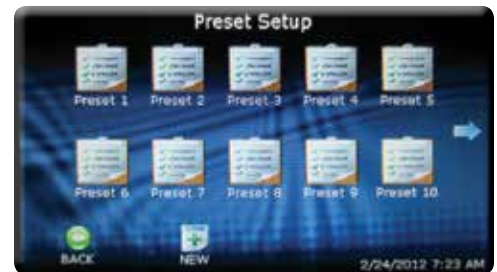 Preset Setup
Preset 1 Preset 2 Preset 3 Preset 4 Preset 5
Preset 6 Preset 7 Preset 8 Preset 9 Preset 10
BACK NEW
2/24/2012 7:23 AM